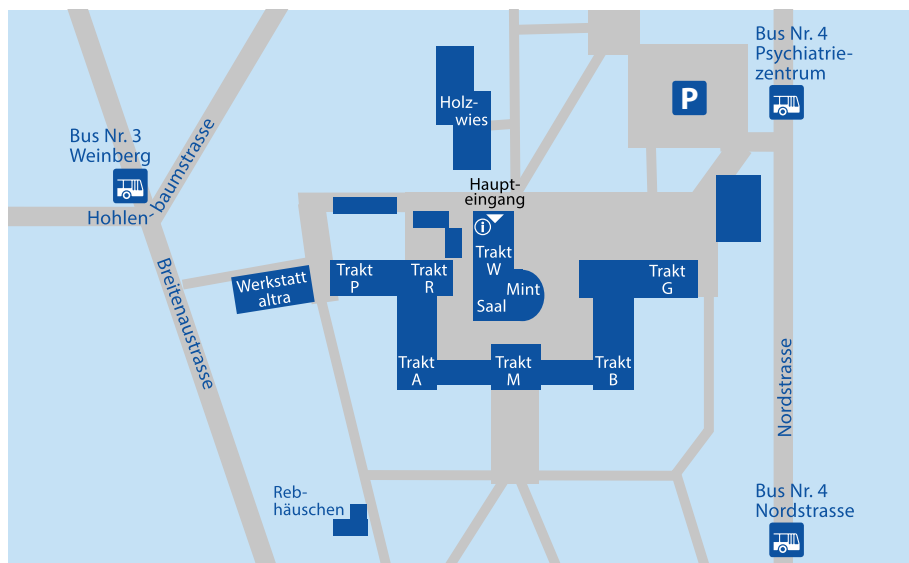 Bus Nr. 4
Psychiatrie-
zentrum
P
Holz-
wies
Bus Nr. 3
Weinberg
Hohlen-
baumstrasse
Haupt-
eingang
i
Trakt
W
Mint
Saal
Trakt
P
Trakt
R
Trakt
G
Werkstatt
altra
Breitenaustrasse
Trakt
A
Trakt
M
Trakt
B
Nordstrasse
Reb-
häuschen
Bus Nr. 4
Nordstrasse